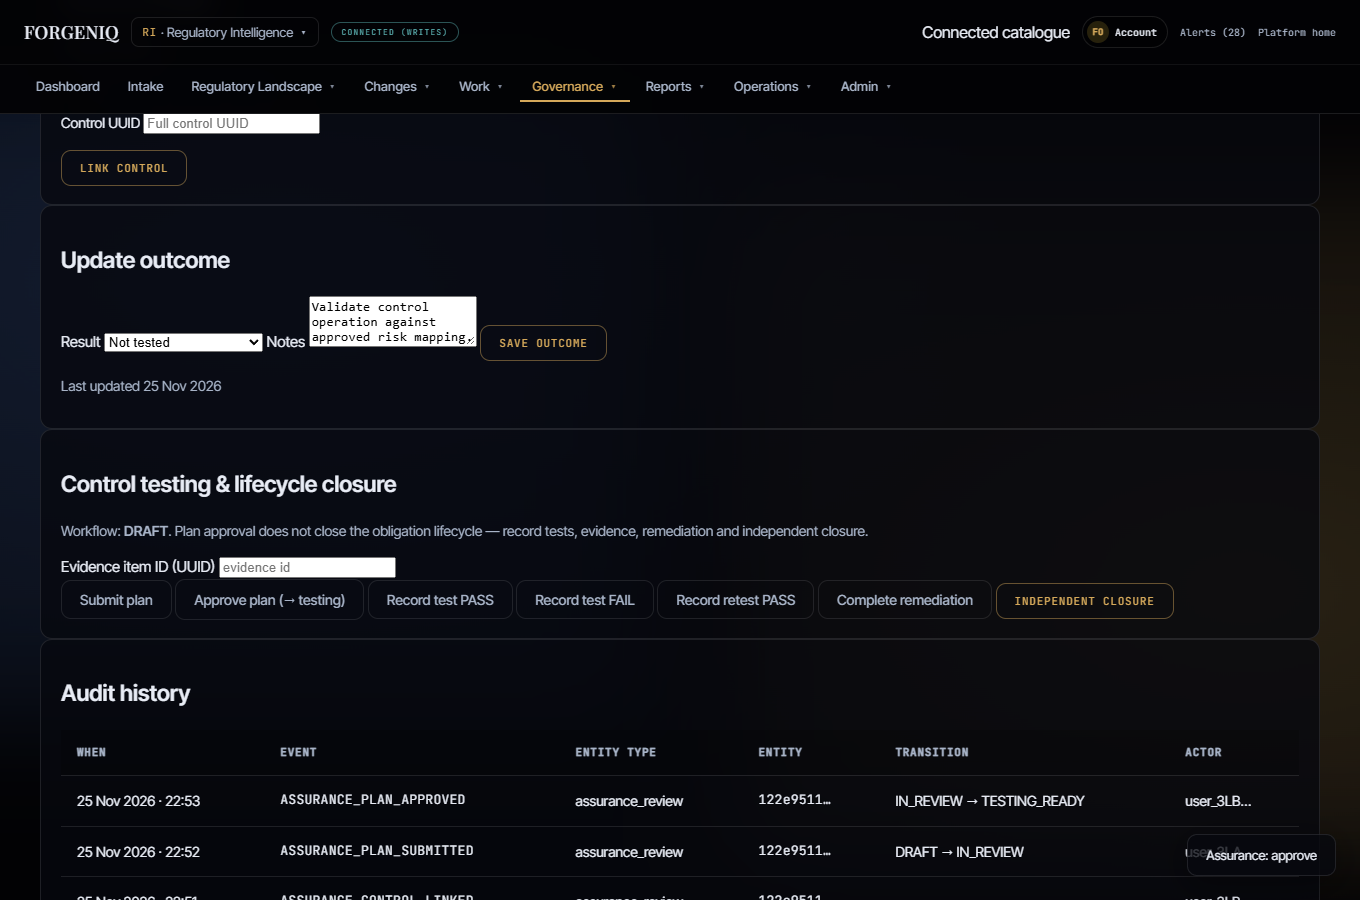 FORGENIQ RI · Regulatory Intelligence CONNECTED (WRITES) Connected catalogue FO Account Alerts (28) Platform home
Dashboard Intake Regulatory Landscape Changes Work Governance Reports Operations Admin
Control UUID Full control UUID
LINK CONTROL
Update outcome
Result Not tested Notes Validate control
operation against
approved risk mapping.
SAVE OUTCOME
Last updated 25 Nov 2026
Control testing & lifecycle closure
Workflow: DRAFT. Plan approval does not close the obligation lifecycle — record tests, evidence, remediation and independent closure.
Evidence item ID (UUID) evidence id
Submit plan Approve plan (→ testing) Record test PASS Record test FAIL Record retest PASS Complete remediation INDEPENDENT CLOSURE
Audit history
WHEN EVENT ENTITY TYPE ENTITY TRANSITION ACTOR
25 Nov 2026 · 22:53 ASSURANCE_PLAN_APPROVED assurance_review 122e9511… IN_REVIEW → TESTING_READY user_3LB…
25 Nov 2026 · 22:52 ASSURANCE_PLAN_SUBMITTED assurance_review 122e9511… DRAFT → IN_REVIEW
Assurance: approve